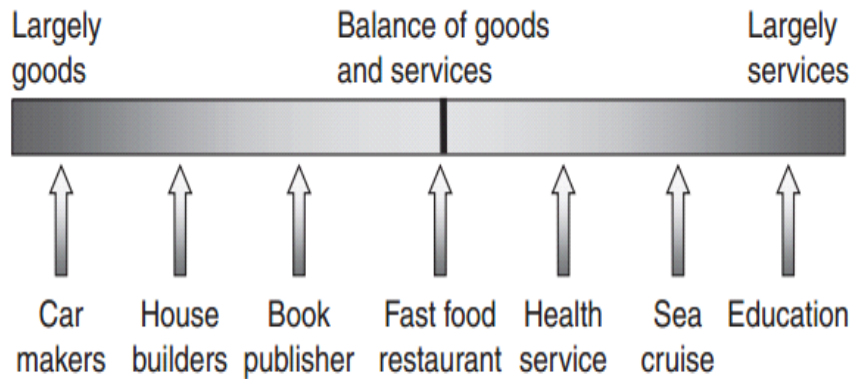 Largely
goods
Balance of goods
and services
Largely
services
Car
makers
House
builders
Book
publisher
Fast food
restaurant
Health
service
Sea
cruise
Education